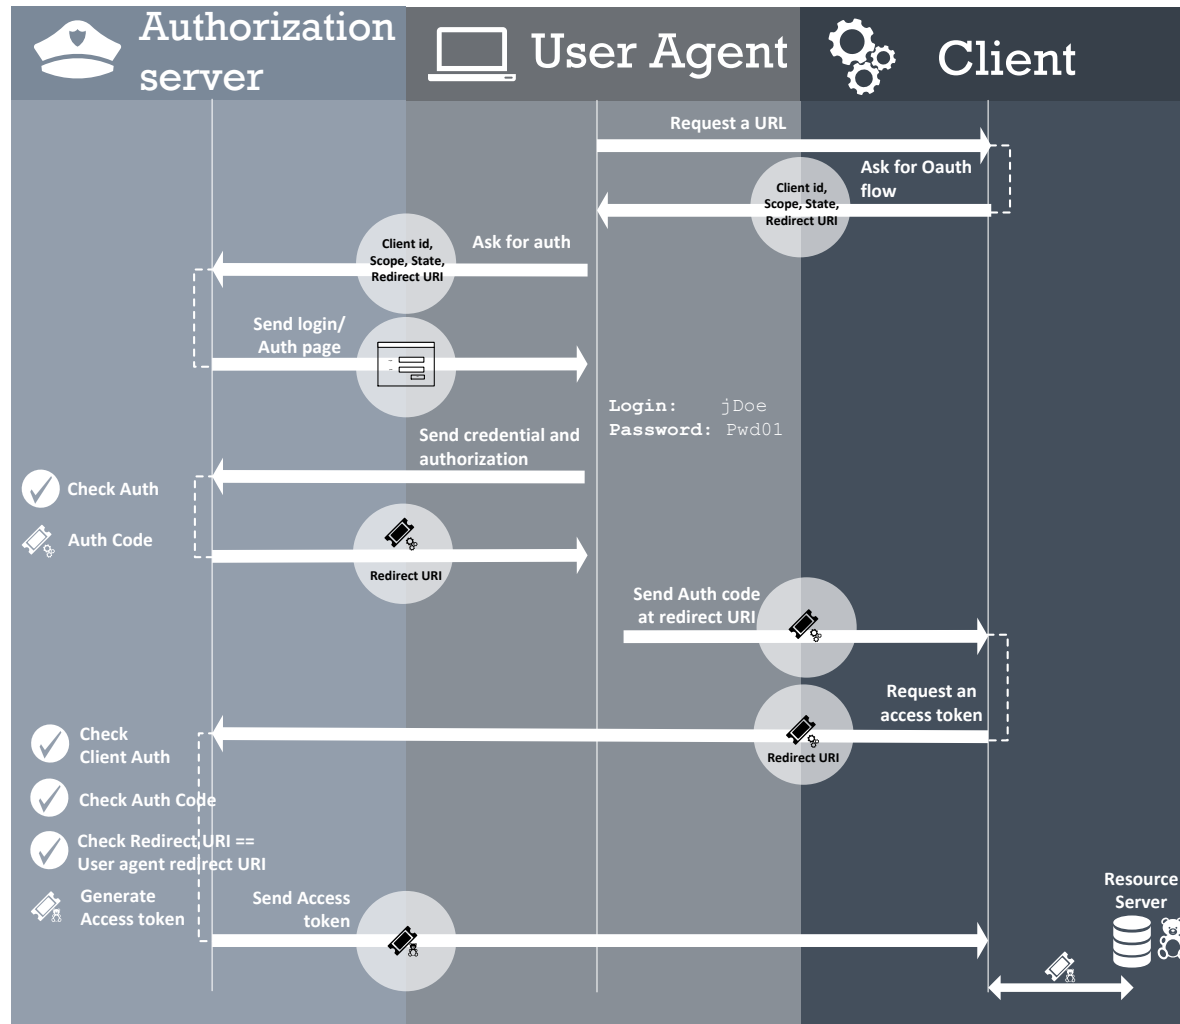 Authorization
server
User Agent
Client
Request a URL
Ask for Oauth
flow
Client id,
Scope, State,
Redirect URI
Ask for auth
Client id,
Scope, State,
Redirect URI
Send login/
Auth page
Login: jDoe
Password: Pwd01
Send credential and
authorization
Check Auth
Auth Code
Redirect URI
Send Auth code
at redirect URI
Request an
access token
Redirect URI
Check
Client Auth
Check Auth Code
Check Redirect URI ==
User agent redirect URI
Generate
Access token
Send Access
token
Resource
Server